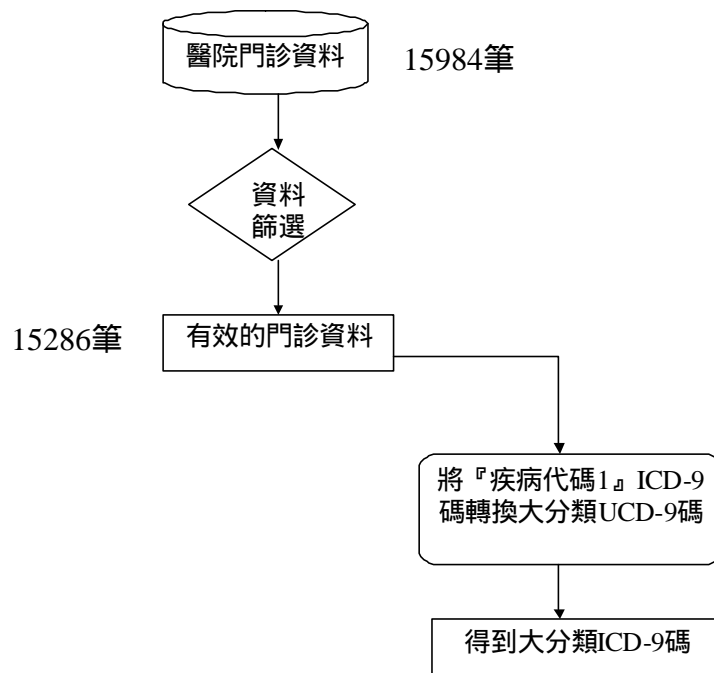 醫院門診資料
15984筆
資料
篩選
15286筆
有效的門診資料
將『疾病代碼1』ICD-9
碼轉換大分類UCD-9碼
得到大分類ICD-9碼